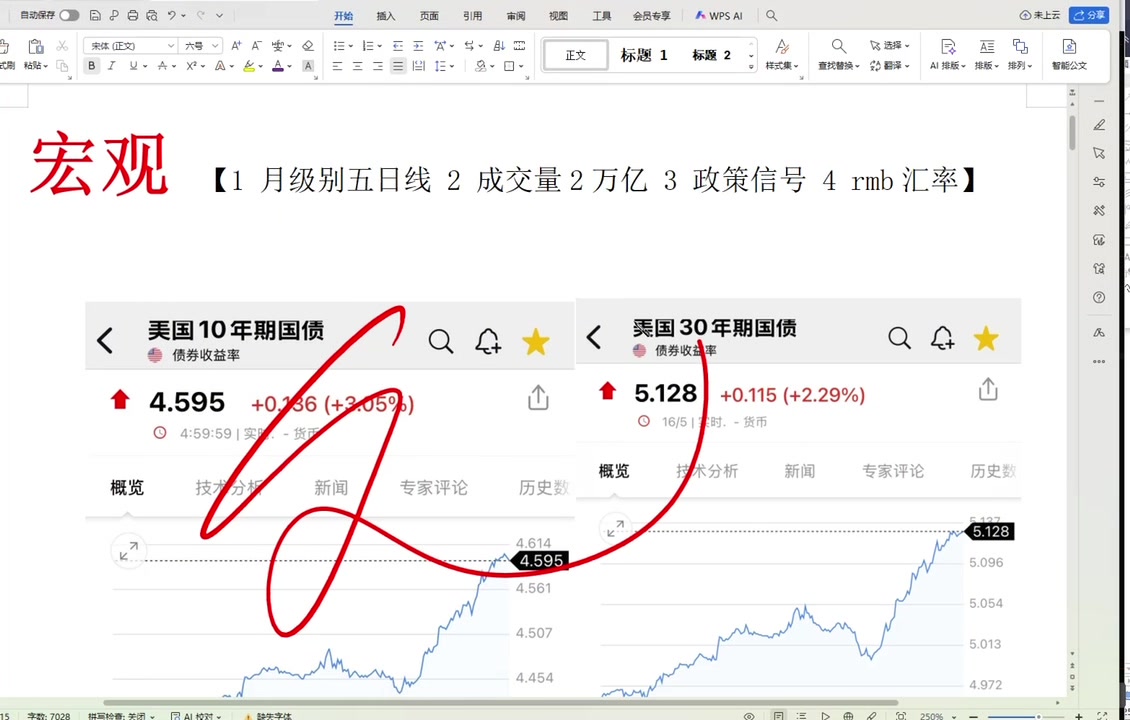 自动保存 开始 插入 页面 引用 审阅 视图 工具 会员专享 WPS AI 未上云 分享
式刷 粘贴 宋体 (正文) 六号 正文 标题 1 标题 2 样式集 查找替换 选择 翻译 AI 排版 排版 排列 智能公文
宏观 【1 月级别五日线 2 成交量2万亿 3 政策信号 4 rmb汇率】
美国10年期国债
债券收益率
4.595 +0.136 (+3.05%)
4:59:59 | 实时. - 货币
概览 技术分析 新闻 专家评论 历史数
4.614
4.595
4.561
4.507
4.454
美国30年期国债
债券收益率
5.128 +0.115 (+2.29%)
16/5 | 实时. - 货币
概览 技术分析 新闻 专家评论 历史数
5.137
5.128
5.096
5.054
5.013
4.972
15 字数: 7028 拼写检查: 关闭 AI 校对 缺失字体 250%